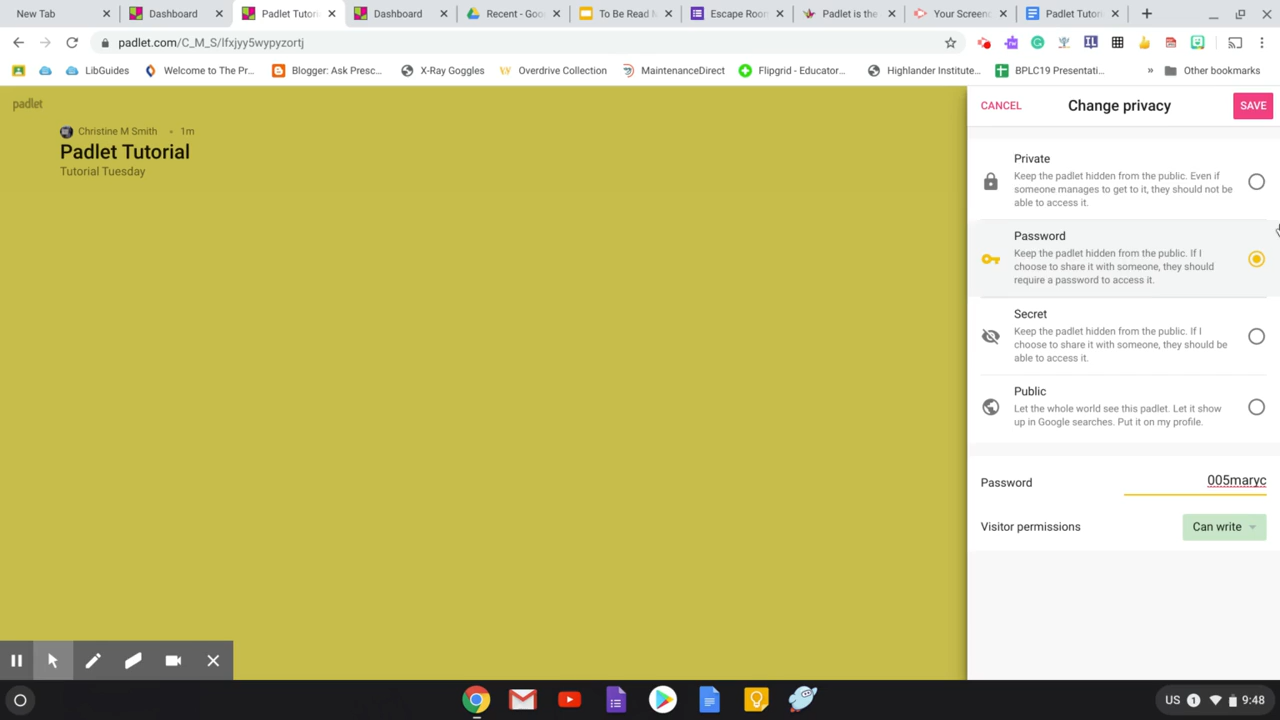 New Tab
Dashboard
Padlet Tutori
Dashboard
Recent - Goo
To Be Read M
Escape Room
Padlet is the
Your Screenc
Padlet Tutor
padlet.com/C_M_S/lfxjyy5wypyzortj
LibGuides
Welcome to The Pr...
Blogger: Ask Presc...
X-Ray Goggles
Overdrive Collection
MaintenanceDirect
Flipgrid - Educator...
Highlander Institute...
BPLC19 Presentati...
»
Other bookmarks
padlet
Christine M Smith • 1m
Padlet Tutorial
Tutorial Tuesday
CANCEL
Change privacy
SAVE
Private
Keep the padlet hidden from the public. Even if
someone manages to get to it, they should not be
able to access it.
Password
Keep the padlet hidden from the public. If I
choose to share it with someone, they should
require a password to access it.
Secret
Keep the padlet hidden from the public. If I
choose to share it with someone, they should be
able to access it.
Public
Let the whole world see this padlet. Let it show
up in Google searches. Put it on my profile.
Password
005maryc
Visitor permissions
Can write
US
1
9:48